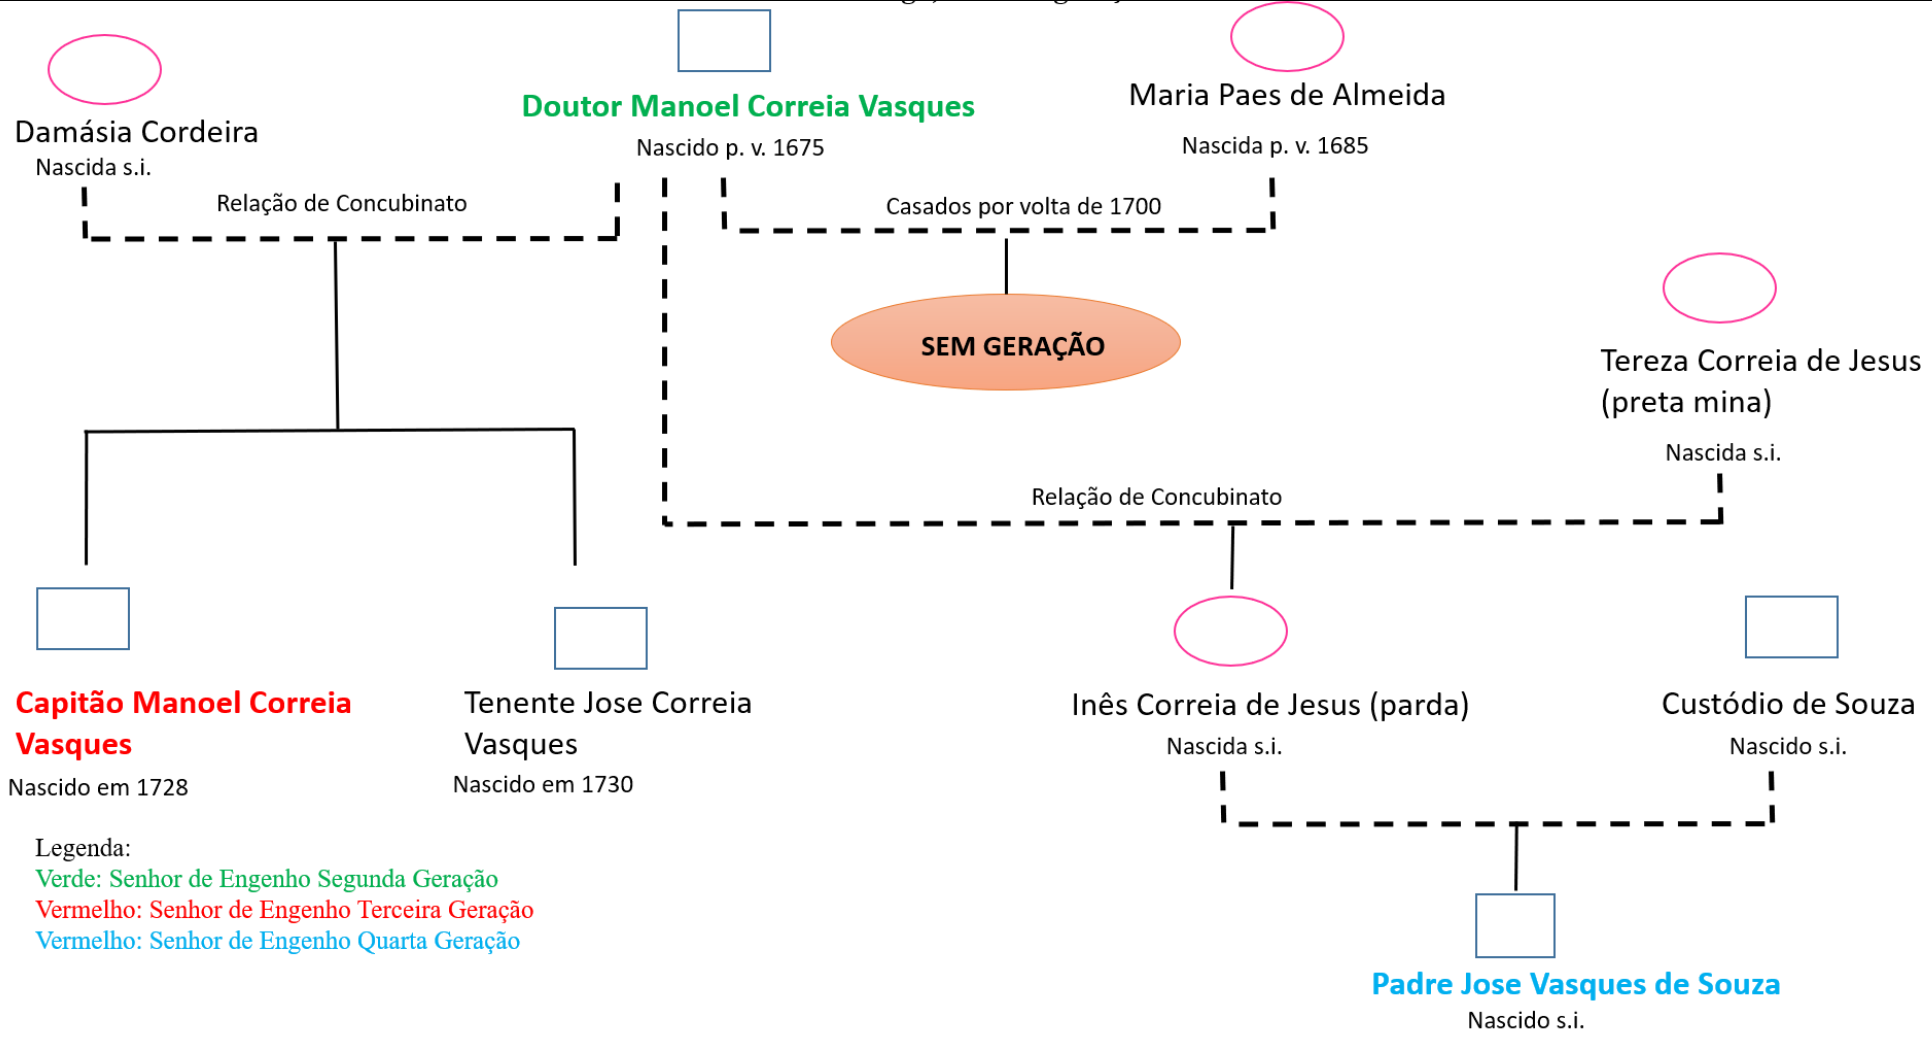 Damásia Cordeira
Nascida s.i.
Doutor Manoel Correia Vasques
Nascido p. v. 1675
Maria Paes de Almeida
Nascida p. v. 1685
Relação de Concubinato
Casados por volta de 1700
SEM GERAÇÃO
Tereza Correia de Jesus
(preta mina)
Nascida s.i.
Relação de Concubinato
Capitão Manoel Correia
Vasques
Nascido em 1728
Tenente Jose Correia
Vasques
Nascido em 1730
Inês Correia de Jesus (parda)
Nascida s.i.
Custódio de Souza
Nascido s.i.
Legenda:
Verde: Senhor de Engenho Segunda Geração
Vermelho: Senhor de Engenho Terceira Geração
Vermelho: Senhor de Engenho Quarta Geração
Padre Jose Vasques de Souza
Nascido s.i.